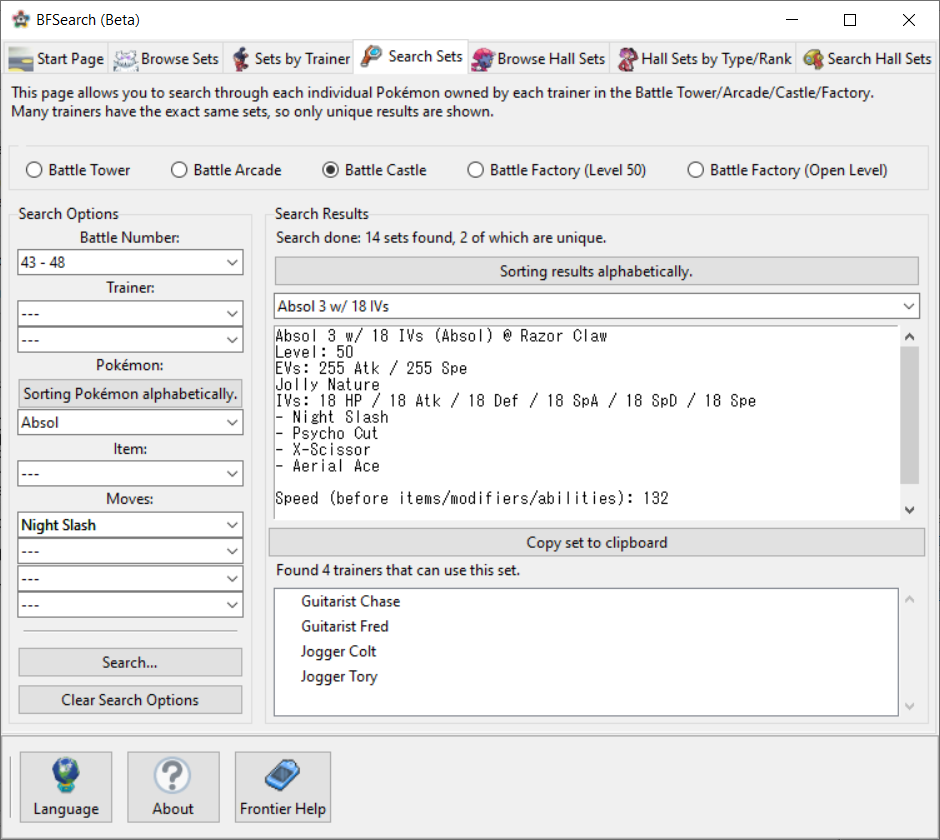 BFSearch (Beta)
Start Page
Browse Sets
Sets by Trainer
Search Sets
Browse Hall Sets
Hall Sets by Type/Rank
Search Hall Sets
This page allows you to search through each individual Pokémon owned by each trainer in the Battle Tower/Arcade/Castle/Factory.
Many trainers have the exact same sets, so only unique results are shown.
Battle Tower
Battle Arcade
Battle Castle
Battle Factory (Level 50)
Battle Factory (Open Level)
Search Options
Battle Number:
43 - 48
Trainer:
---
---
Pokémon:
Sorting Pokémon alphabetically.
Absol
Item:
---
Moves:
Night Slash
---
---
---
Search...
Clear Search Options
Search Results
Search done: 14 sets found, 2 of which are unique.
Sorting results alphabetically.
Absol 3 w/ 18 IVs
Absol 3 w/ 18 IVs (Absol) @ Razor Claw
Level: 50
EVs: 255 Atk / 255 Spe
Jolly Nature
IVs: 18 HP / 18 Atk / 18 Def / 18 SpA / 18 SpD / 18 Spe
- Night Slash
- Psycho Cut
- X-Scissor
- Aerial Ace
Speed (before items/modifiers/abilities): 132
Copy set to clipboard
Found 4 trainers that can use this set.
Guitarist Chase
Guitarist Fred
Jogger Colt
Jogger Tory
Language
About
Frontier Help